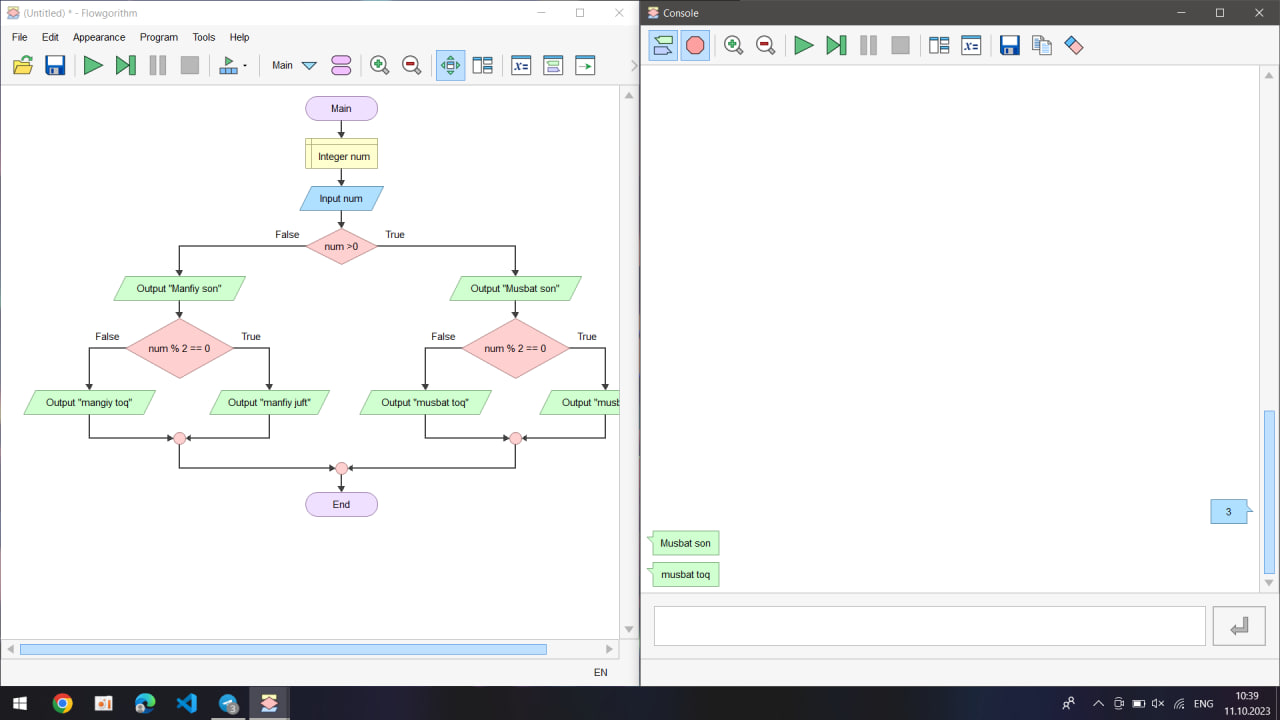 (Untitled) * - Flowgorithm
File Edit Appearance Program Tools Help
Main
Main
Integer num
Input num
False True
num >0
Output "Manfiy son"
Output "Musbat son"
False True
False True
num % 2 == 0
num % 2 == 0
Output "mangiy toq"
Output "manfiy juft"
Output "musbat toq"
Output "musb
End
EN
Console
3
Musbat son
musbat toq
3
ENG
10:39
11.10.2023